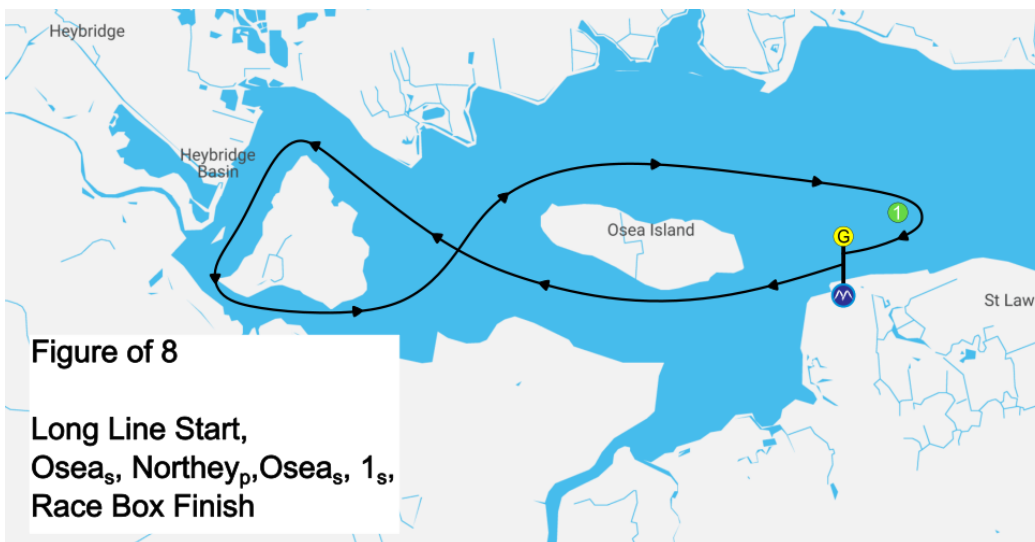 Heybridge
Heybridge
Basin
Osea Island
1
G
St Law
Figure of 8
Long Line Start,
Oseaₛ, Northeyₚ,Oseaₛ, 1ₛ,
Race Box Finish